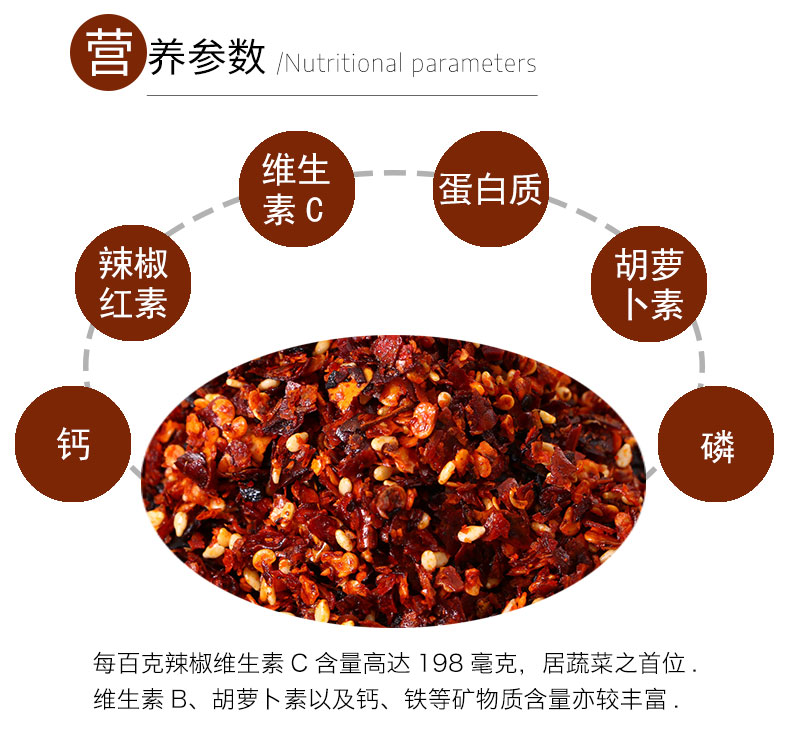 营养参数 /Nutritional parameters
维生
素 C
蛋白质
辣椒
红素
胡萝
卜素
钙
磷
每百克辣椒维生素 C 含量高达 198 毫克，居蔬菜之首位 .
维生素 B、胡萝卜素以及钙、铁等矿物质含量亦较丰富 .